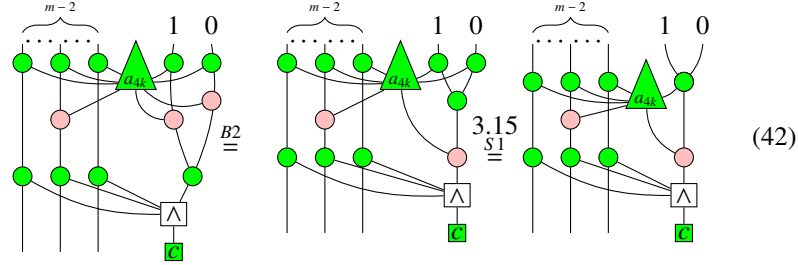 m − 2 m − 2 m − 2
1 0 1 0 1 0
a4k a4k a4k
B2 = 3.15 S1 = (42)
∧ ∧ ∧
c c c